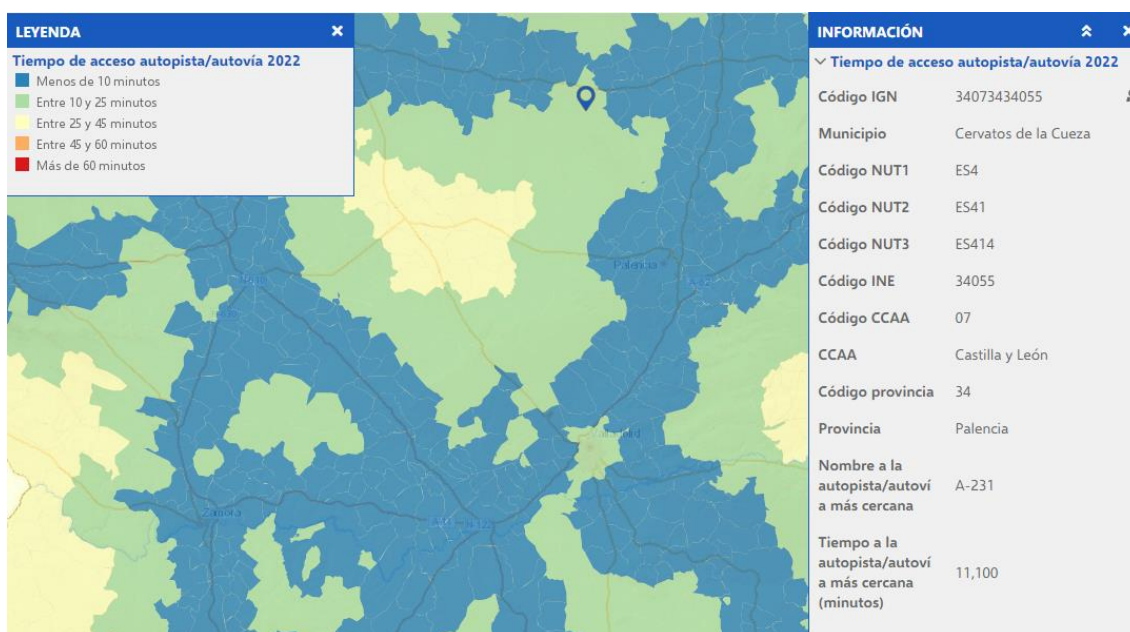 LEYENDA
Tiempo de acceso autopista/autovía 2022
Menos de 10 minutos
Entre 10 y 25 minutos
Entre 25 y 45 minutos
Entre 45 y 60 minutos
Más de 60 minutos
Palencia
Valladolid
Zamora
INFORMACIÓN
Tiempo de acceso autopista/autovía 2022
Código IGN 34073434055
Municipio Cervatos de la Cueza
Código NUT1 ES4
Código NUT2 ES41
Código NUT3 ES414
Código INE 34055
Código CCAA 07
CCAA Castilla y León
Código provincia 34
Provincia Palencia
Nombre a la
autopista/autoví
a más cercana
A-231
Tiempo a la
autopista/autoví
a más cercana
(minutos)
11,100